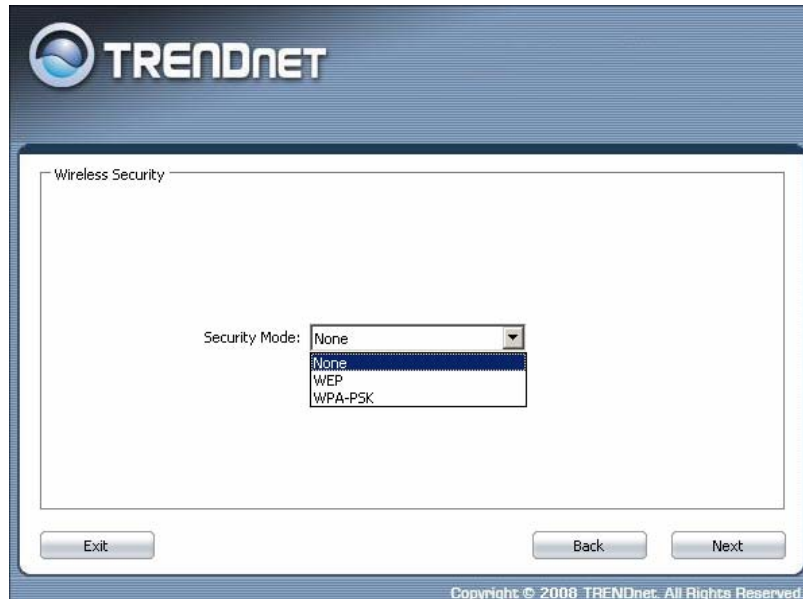 TRENDNET
Wireless Security
Security Mode: None
None
WEP
WPA-PSK
Exit
Back
Next
Copyright © 2008 TRENDnet. All Rights Reserved.